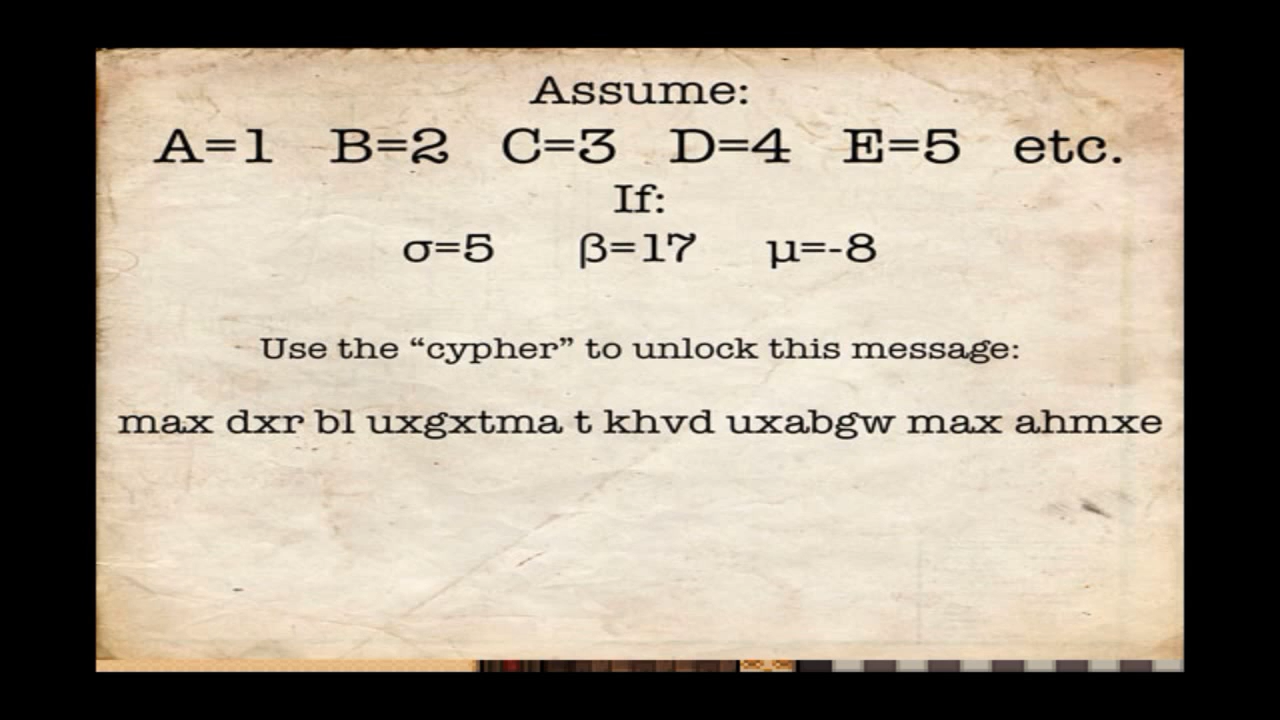 Assume:
A=1 B=2 C=3 D=4 E=5 etc.
If:
σ=5 β=17 μ=-8
Use the “cypher” to unlock this message:
max dxr bl uxgxtma t khvd uxabgw max ahmxe